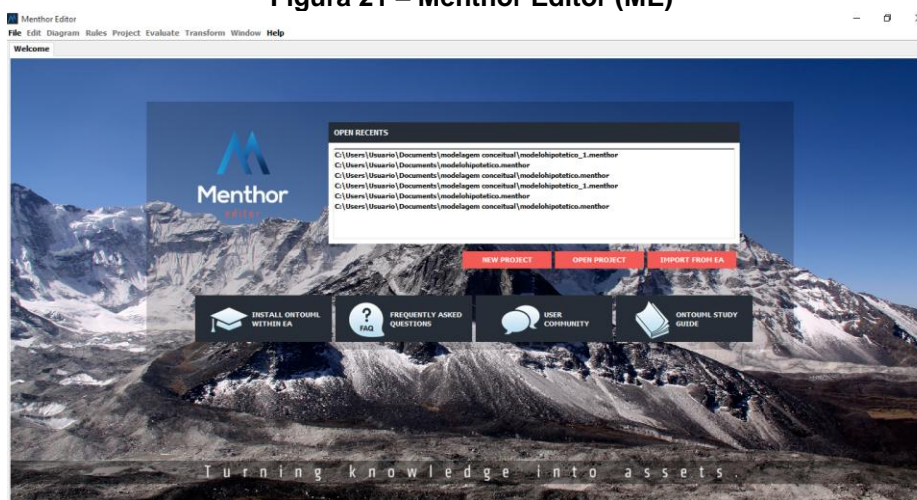 Figura 21 – Menthor Editor (ME)
Menthor Editor
File Edit Diagram Rules Project Evaluate Transform Window Help
Welcome
Menthor
editor
OPEN RECENTS
C:\Users\Usuario\Documents\modelagem conceitual\modelohipotetico_1.menthor
C:\Users\Usuario\Documents\modelohipotetico.menthor
C:\Users\Usuario\Documents\modelagem conceitual\modelohipotetico.menthor
C:\Users\Usuario\Documents\modelagem conceitual\modelohipotetico_1.menthor
C:\Users\Usuario\Documents\modelohipotetico.menthor
C:\Users\Usuario\Documents\modelagem conceitual\modelohipotetico.menthor
NEW PROJECT OPEN PROJECT IMPORT FROM EA
INSTALL ONTOUML
WITHIN EA
?
FAQ
FREQUENTLY ASKED
QUESTIONS
USER
COMMUNITY
ONTOUML STUDY
GUIDE
Turning knowledge into assets.